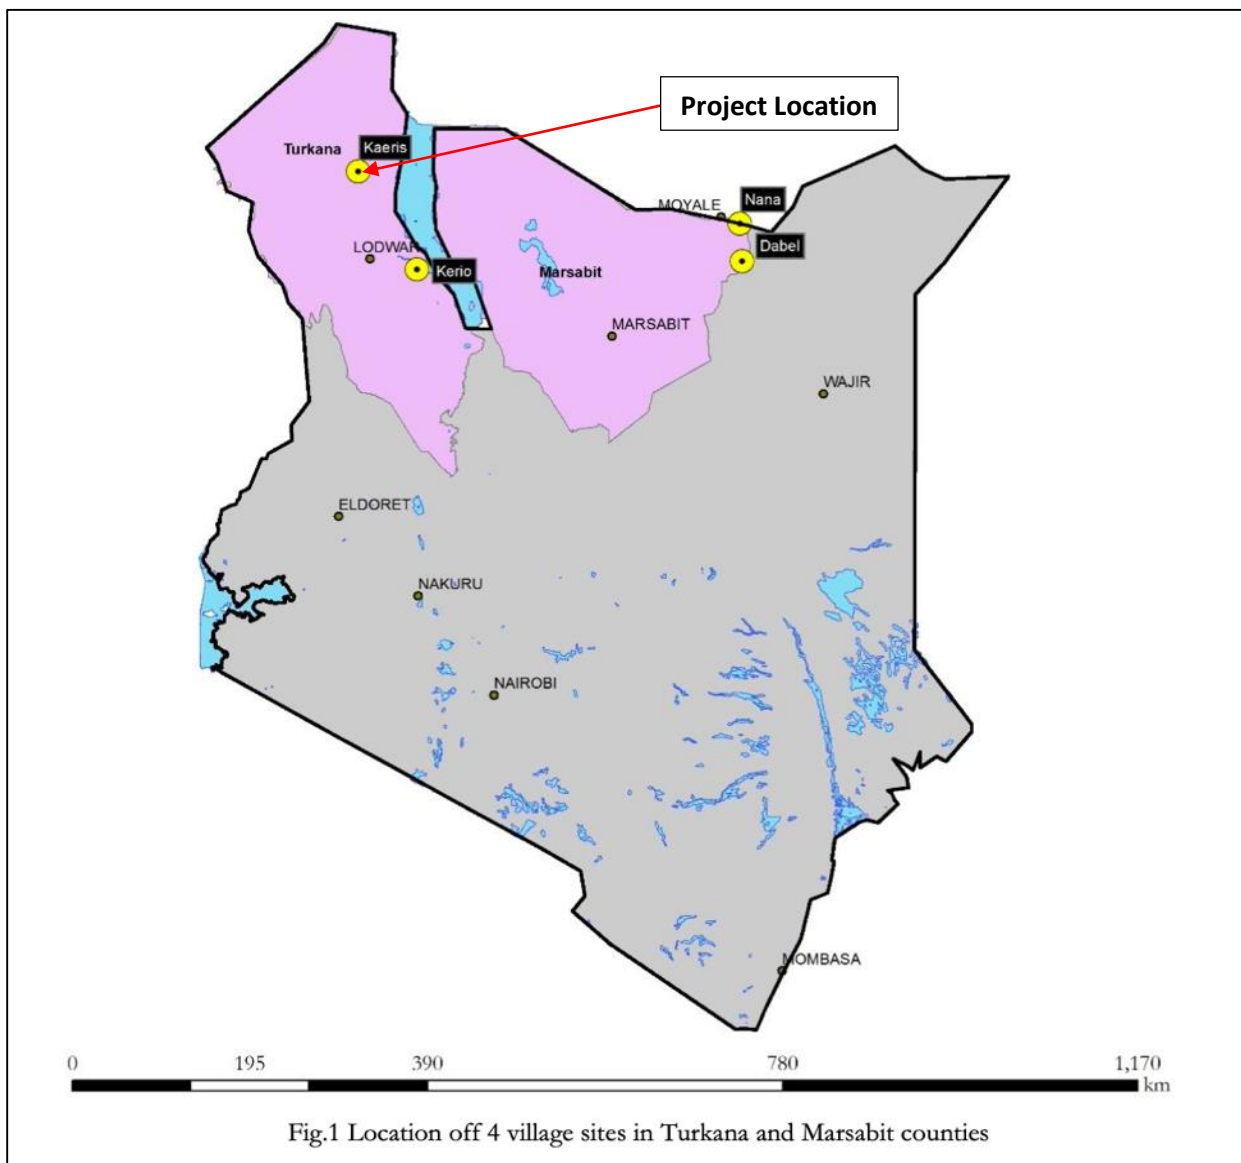 Project Location
Turkana
Kaeris
MOYALE
Nana
LODWAR
Kerio
Dabel
Marsabit
MARSABIT
WAJIR
ELDORET
NAKURU
NAIROBI
MOMBASA
0 195 390 780 1,170
km
Fig.1 Location off 4 village sites in Turkana and Marsabit counties